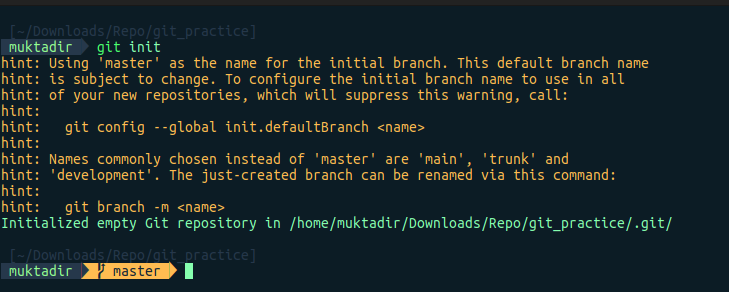 [~/Downloads/Repo/git_practice]
muktadir git init
hint: Using 'master' as the name for the initial branch. This default branch name
hint: is subject to change. To configure the initial branch name to use in all
hint: of your new repositories, which will suppress this warning, call:
hint:
hint:   git config --global init.defaultBranch <name>
hint:
hint: Names commonly chosen instead of 'master' are 'main', 'trunk' and
hint: 'development'. The just-created branch can be renamed via this command:
hint:
hint:   git branch -m <name>
Initialized empty Git repository in /home/muktadir/Downloads/Repo/git_practice/.git/
[~/Downloads/Repo/git_practice]
muktadir master